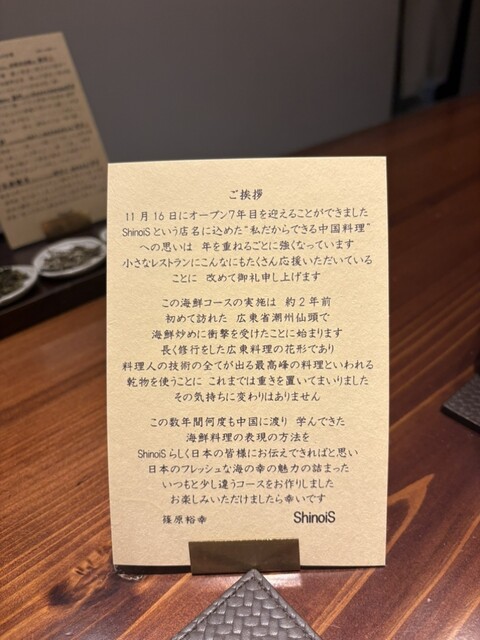 ご挨拶
11月16日にオープン7年目を迎えることができました
ShinoiSという店名に込めた“私だからできる中国料理”
への思いは 年を重ねるごとに強くなっています
小さなレストランにこんなにもたくさん応援いただいている
ことに 改めて御礼申し上げます
この海鮮コースの実施は 約2年前
初めて訪れた 広東省潮州仙頭で
海鮮炒めに衝撃を受けたことに始まります
長く修行をした広東料理の花形であり
料理人の技術の全てが出る最高峰の料理といわれる
乾物を使うことに これまでは重きを置いてまいりました
その気持ちに変わりはありません
この数年間何度も中国に渡り 学んできた
海鮮料理の表現の方法を
ShinoiSらしく日本の皆様にお伝えできればと思い
日本のフレッシュな海の幸の魅力の詰まった
いつもと少し違うコースをお作りしました
お楽しみいただけましたら幸いです
篠原裕幸 ShinoiS